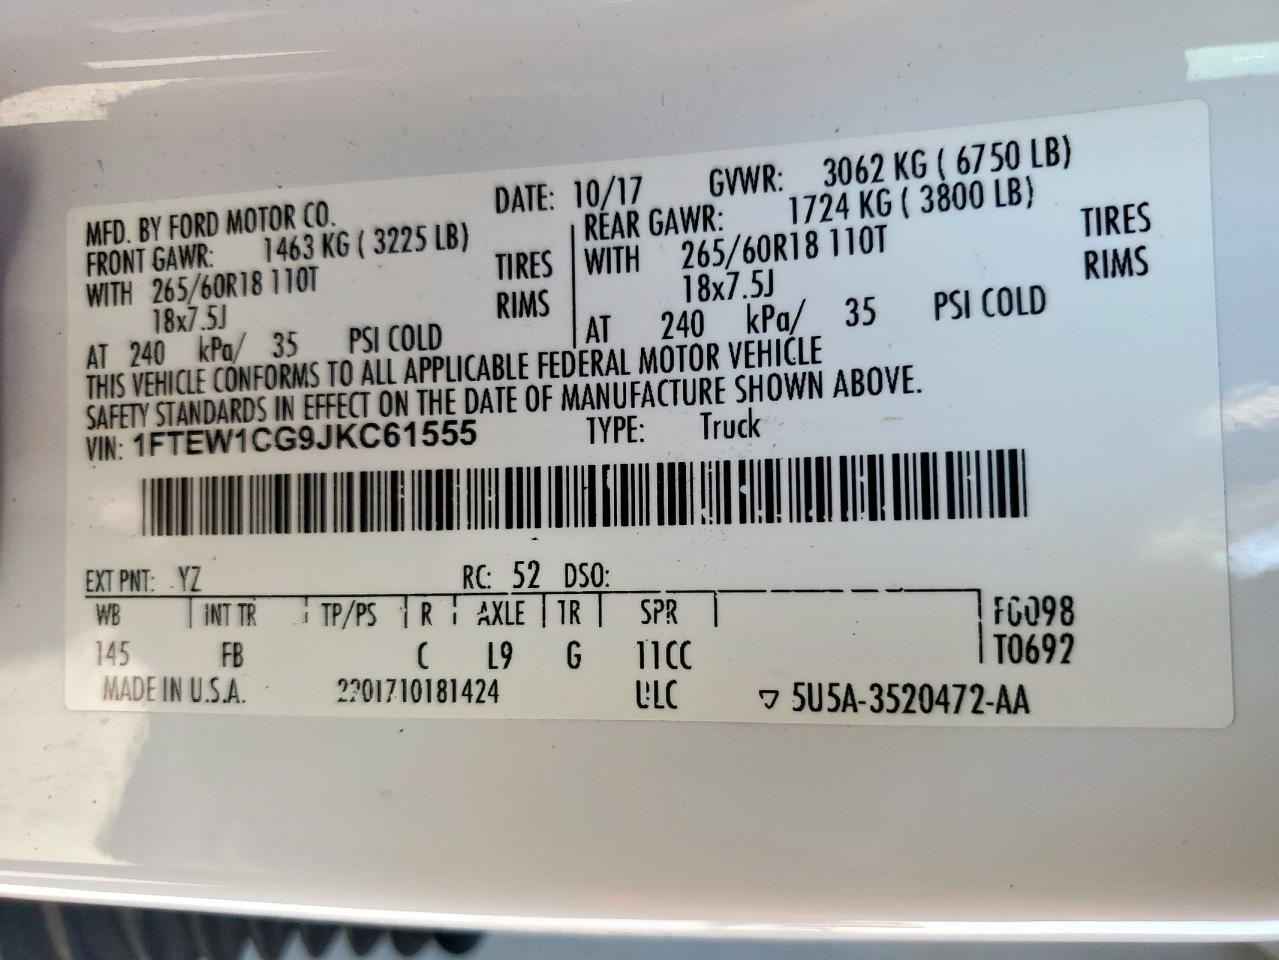 MFD. BY FORD MOTOR CO. DATE: 10/17 GVWR: 3062 KG ( 6750 LB)
FRONT GAWR: 1463 KG ( 3225 LB) REAR GAWR: 1724 KG ( 3800 LB)
WITH 265/60R18 110T TIRES WITH 265/60R18 110T TIRES
18x7.5J RIMS 18x7.5J RIMS
AT 240 kPa/ 35 PSI COLD AT 240 kPa/ 35 PSI COLD
THIS VEHICLE CONFORMS TO ALL APPLICABLE FEDERAL MOTOR VEHICLE
SAFETY STANDARDS IN EFFECT ON THE DATE OF MANUFACTURE SHOWN ABOVE.
VIN: 1FTEW1CG9JKC61555 TYPE: Truck
EXT PNT: YZ RC: 52 DSO:
WB INT TR TP/PS R AXLE TR SPR
145 FB C L9 G 11CC T0692
MADE IN U.S.A. 5U5A-3520472-AA